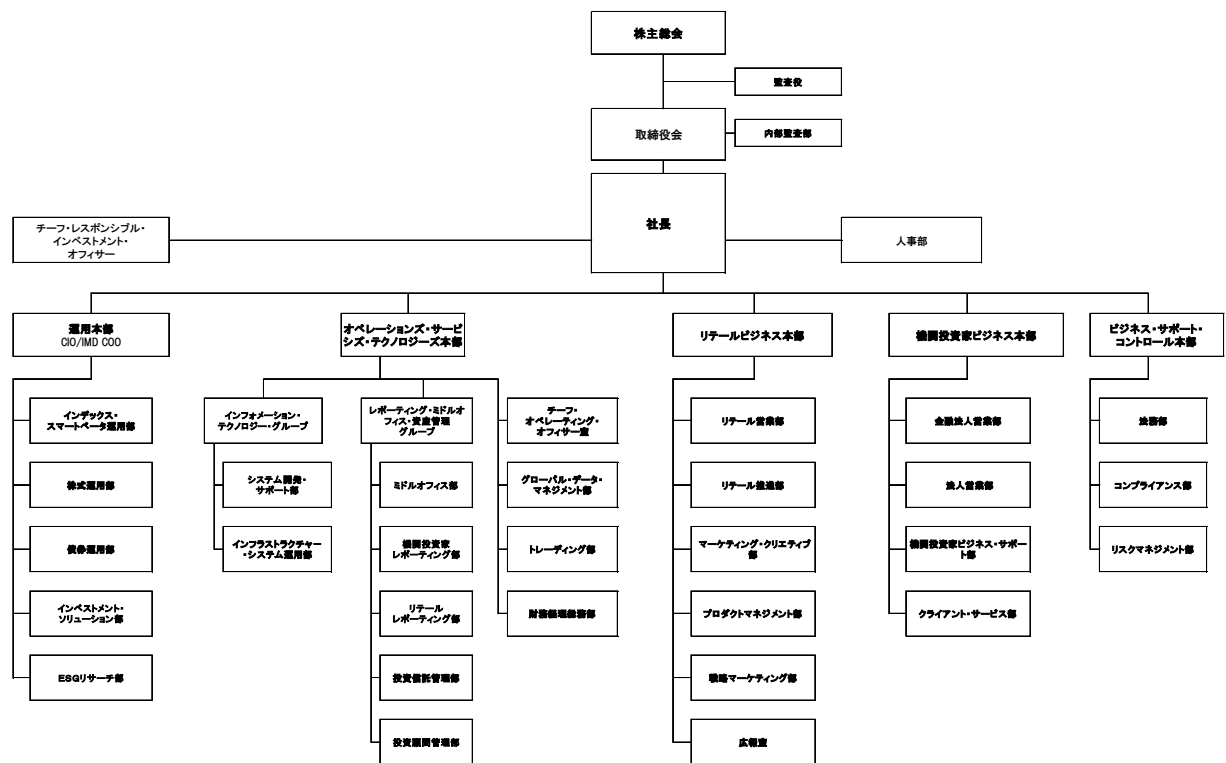 株主総会
監査役
取締役会
内部監査部
社長
チーフ・レスポンシブル・
インベストメント・
オフィサー
人事部
運用本部
CIO/IMD COO
オペレーションズ・サービ
シズ・テクノロジーズ本部
リテールビジネス本部
機関投資家ビジネス本部
ビジネス・サポート・
コントロール本部
インデックス・
スマートベータ運用部
株式運用部
債券運用部
インベストメント・
ソリューション部
ESGリサーチ部
インフォメーション・
テクノロジー・グループ
システム開発・
サポート部
インフラストラクチャー
・システム運用部
レポーティング・ミドルオ
フィス・資産管理
グループ
ミドルオフィス部
機関投資家
レポーティング部
リテール
レポーティング部
投資信託管理部
投資顧問管理部
チーフ・
オペレーティング・
オフィサー室
グローバル・データ・
マネジメント部
トレーディング部
財務経理総務部
リテール営業部
リテール推進部
マーケティング・クリエティブ
部
プロダクトマネジメント部
戦略マーケティング部
広報室
金融法人営業部
法人営業部
機関投資家ビジネス・サポー
ト部
クライアント・サービス部
法務部
コンプライアンス部
リスクマネジメント部